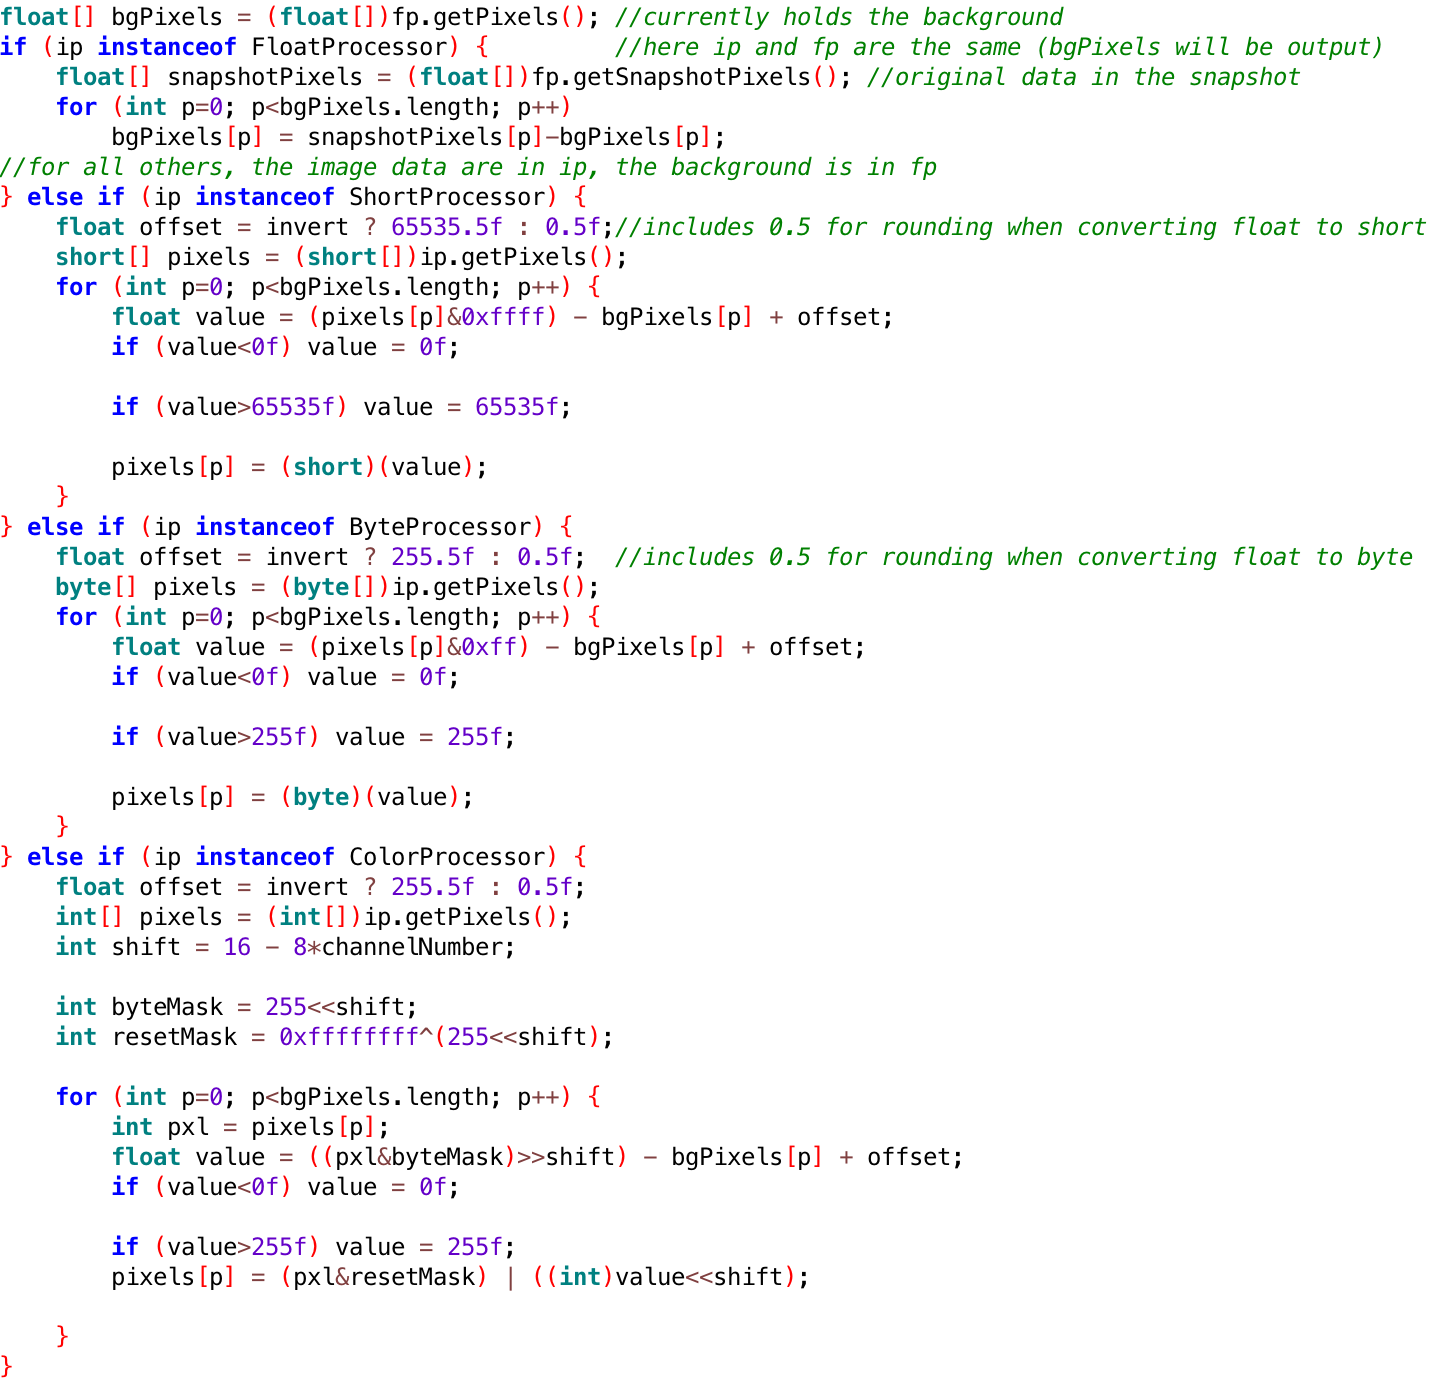 float[] bgPixels = (float[])fp.getPixels(); //currently holds the background
if (ip instanceof FloatProcessor) {         //here ip and fp are the same (bgPixels will be output)
    float[] snapshotPixels = (float[])fp.getSnapshotPixels(); //original data in the snapshot
    for (int p=0; p<bgPixels.length; p++)
        bgPixels[p] = snapshotPixels[p]-bgPixels[p];
//for all others, the image data are in ip, the background is in fp
} else if (ip instanceof ShortProcessor) {
    float offset = invert ? 65535.5f : 0.5f;//includes 0.5 for rounding when converting float to short
    short[] pixels = (short[])ip.getPixels();
    for (int p=0; p<bgPixels.length; p++) {
        float value = (pixels[p]&0xffff) - bgPixels[p] + offset;
        if (value<0f) value = 0f;

        if (value>65535f) value = 65535f;

        pixels[p] = (short)(value);
    }
} else if (ip instanceof ByteProcessor) {
    float offset = invert ? 255.5f : 0.5f;  //includes 0.5 for rounding when converting float to byte
    byte[] pixels = (byte[])ip.getPixels();
    for (int p=0; p<bgPixels.length; p++) {
        float value = (pixels[p]&0xff) - bgPixels[p] + offset;
        if (value<0f) value = 0f;

        if (value>255f) value = 255f;

        pixels[p] = (byte)(value);
    }
} else if (ip instanceof ColorProcessor) {
    float offset = invert ? 255.5f : 0.5f;
    int[] pixels = (int[])ip.getPixels();
    int shift = 16 - 8*channelNumber;

    int byteMask = 255<<shift;
    int resetMask = 0xffffffff^(255<<shift);

    for (int p=0; p<bgPixels.length; p++) {
        int pxl = pixels[p];
        float value = ((pxl&byteMask)>>shift) - bgPixels[p] + offset;
        if (value<0f) value = 0f;

        if (value>255f) value = 255f;
        pixels[p] = (pxl&resetMask) | ((int)value<<shift);

    }
}